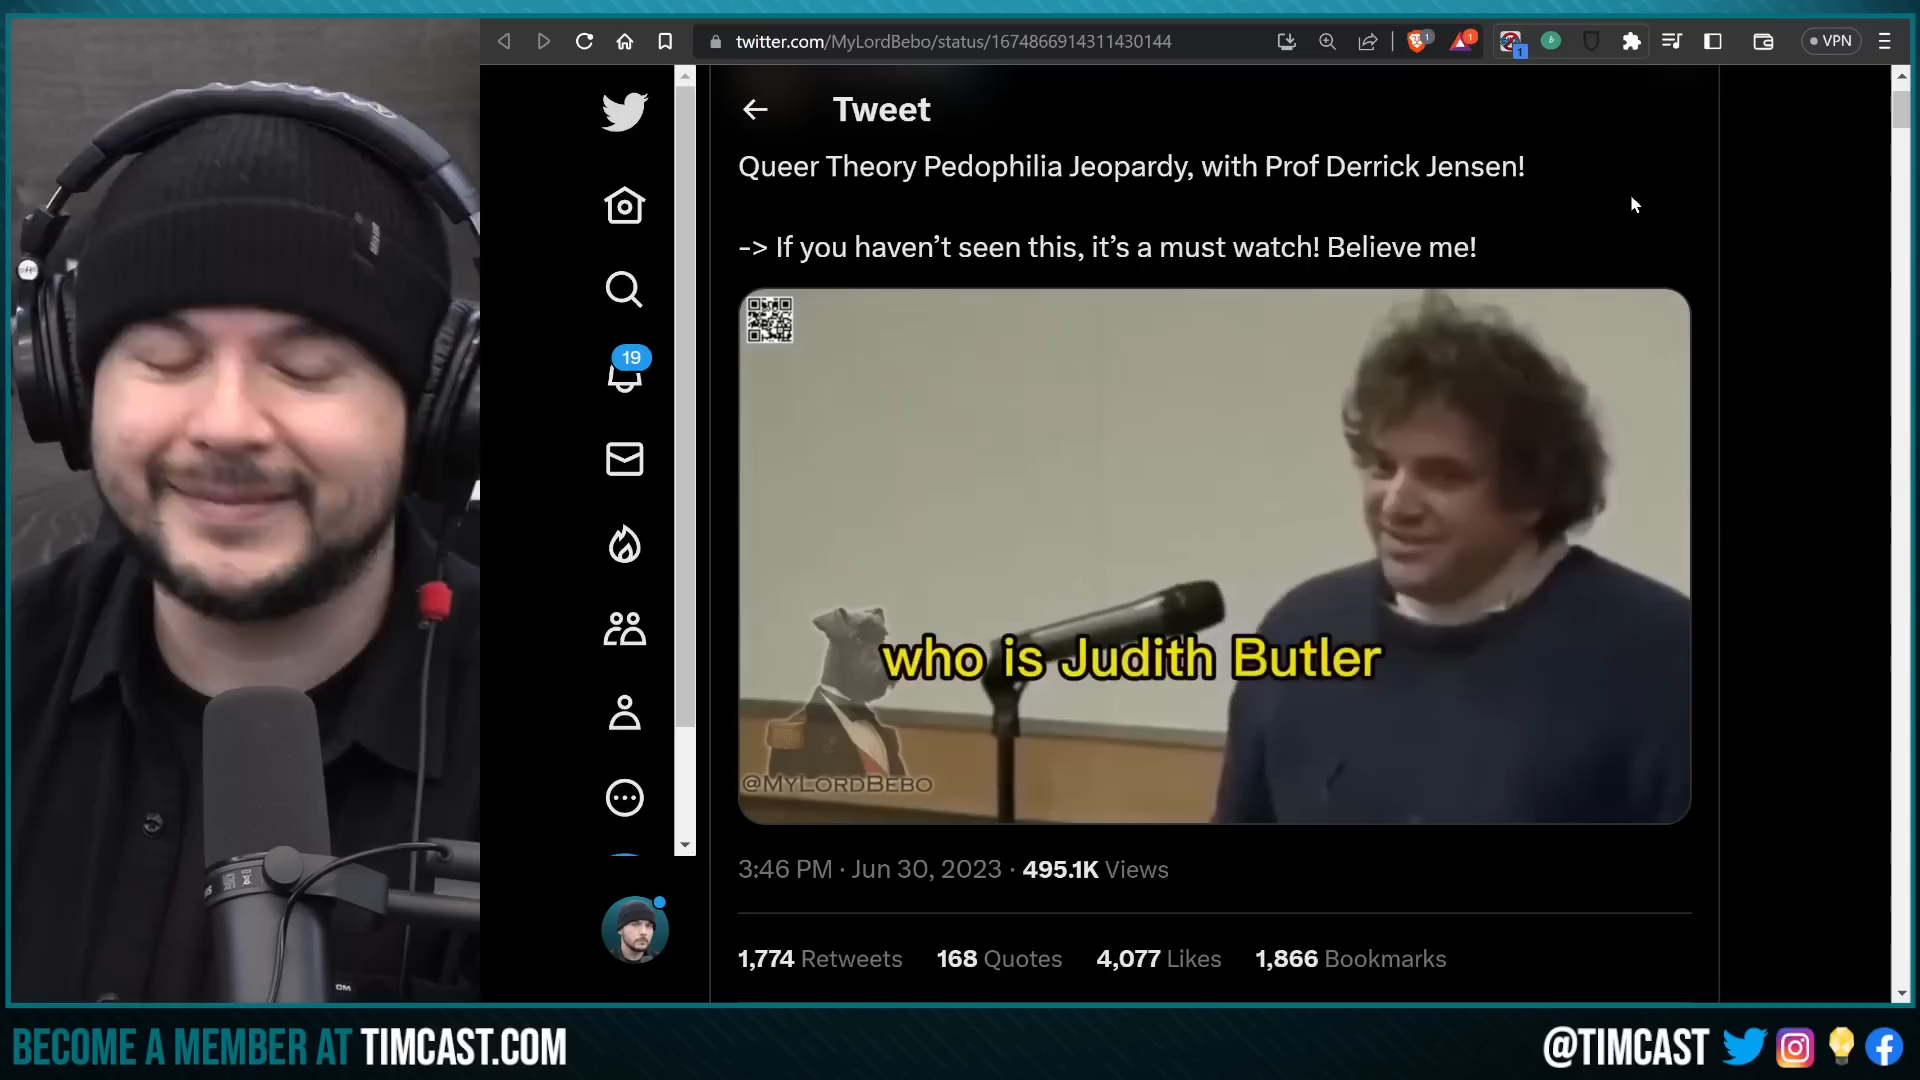 twitter.com/MyLordBebo/status/1674866914311430144
1
1
1
b
VPN
Tweet
Queer Theory Pedophilia Jeopardy, with Prof Derrick Jensen!
-> If you haven’t seen this, it’s a must watch! Believe me!
19
who is Judith Butler
@MyLordBebo
3:46 PM · Jun 30, 2023 · 495.1K Views
1,774 Retweets 168 Quotes 4,077 Likes 1,866 Bookmarks
BECOME A MEMBER AT TIMCAST.COM
@TIMCAST